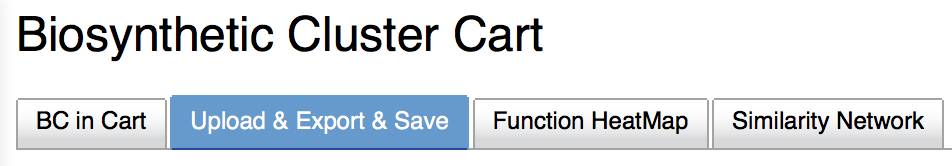 Biosynthetic Cluster Cart
BC in Cart Upload & Export & Save Function HeatMap Similarity Network